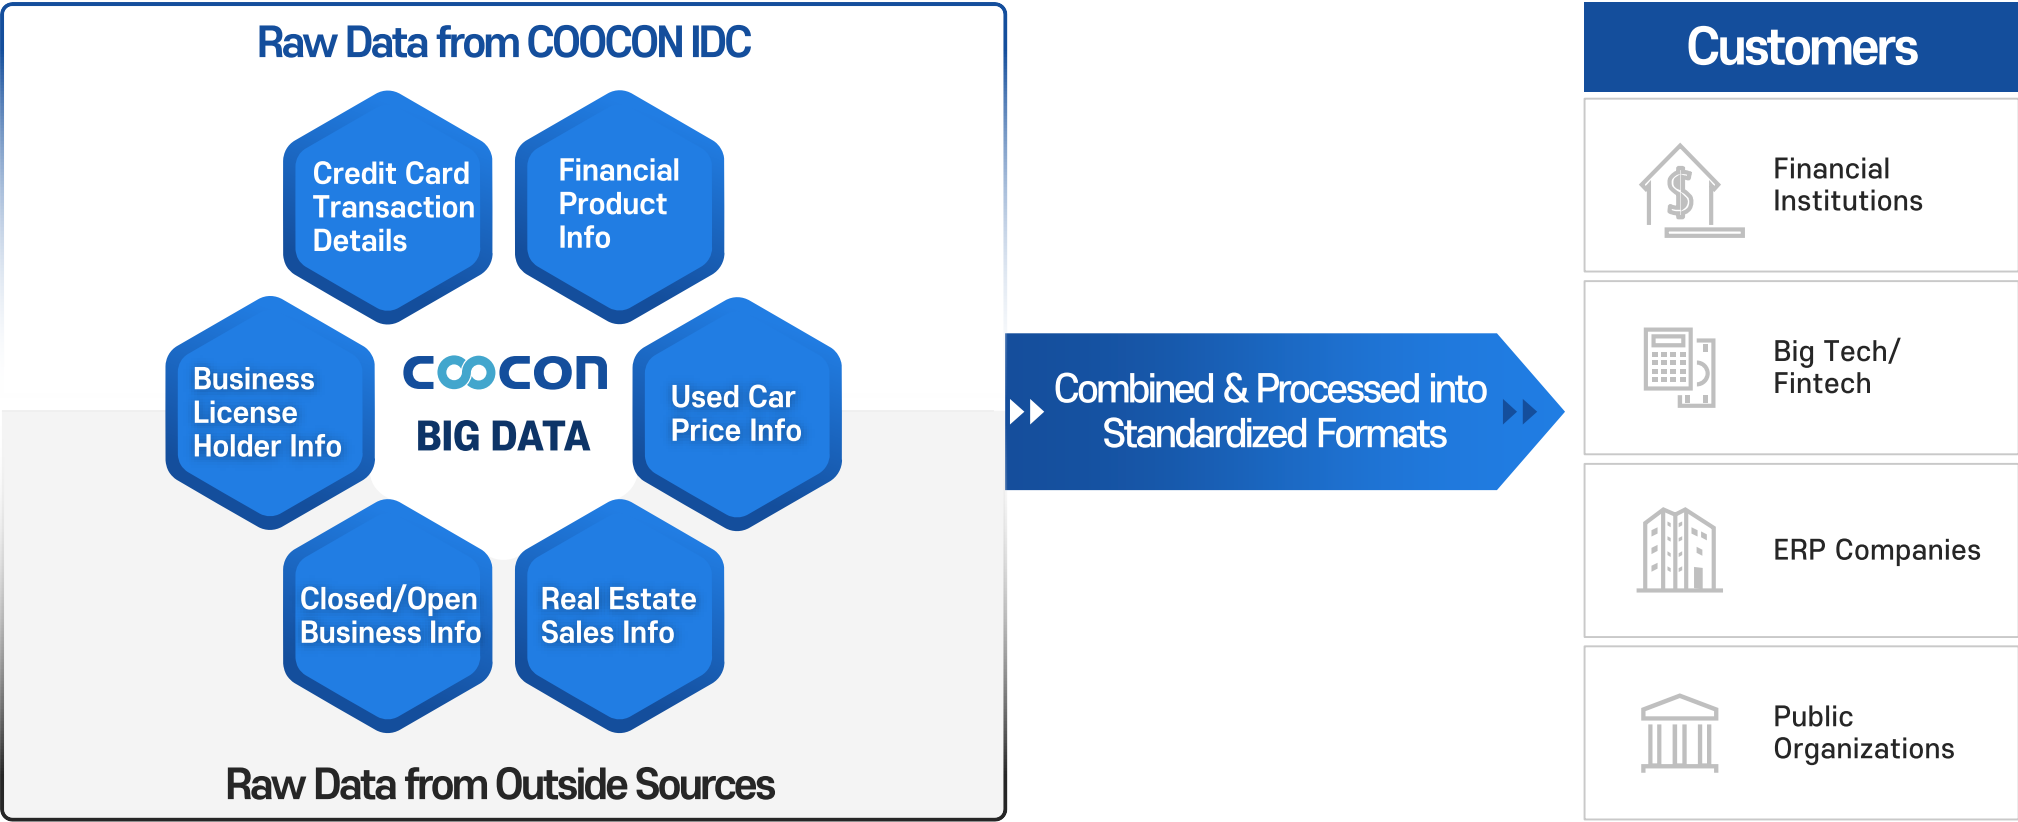 Raw Data from COOCON IDC
Credit Card
Transaction
Details
Financial
Product
Info
Business
License
Holder Info
coocon
BIG DATA
Used Car
Price Info
Closed/Open
Business Info
Real Estate
Sales Info
Raw Data from Outside Sources
Combined & Processed into
Standardized Formats
Customers
Financial
Institutions
Big Tech/
Fintech
ERP Companies
Public
Organizations